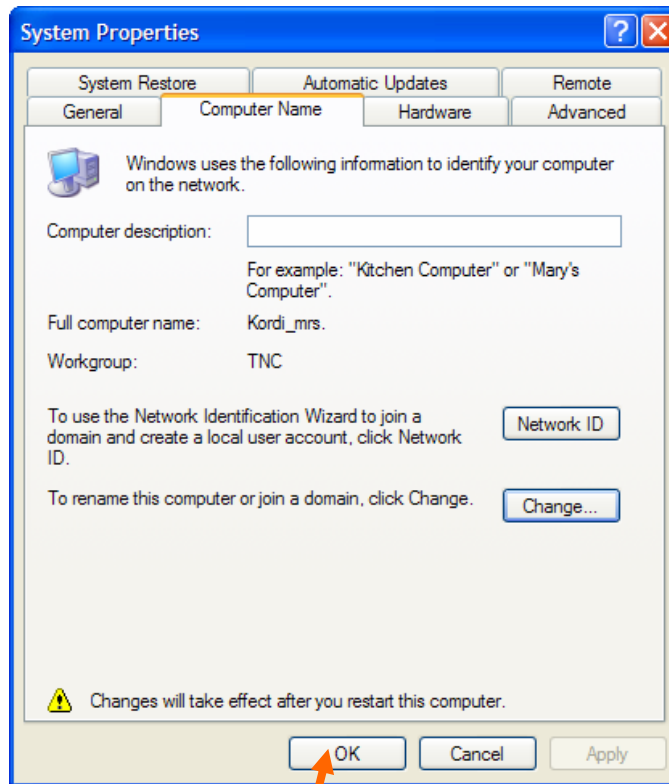 System Properties
?
X
System Restore Automatic Updates Remote
General Computer Name Hardware Advanced
Windows uses the following information to identify your computer
on the network.
Computer description:
For example: "Kitchen Computer" or "Mary's
Computer".
Full computer name: Kordi_mrs.
Workgroup: TNC
To use the Network Identification Wizard to join a
domain and create a local user account, click Network
ID.
Network ID
To rename this computer or join a domain, click Change.
Change...
Changes will take effect after you restart this computer.
OK Cancel Apply